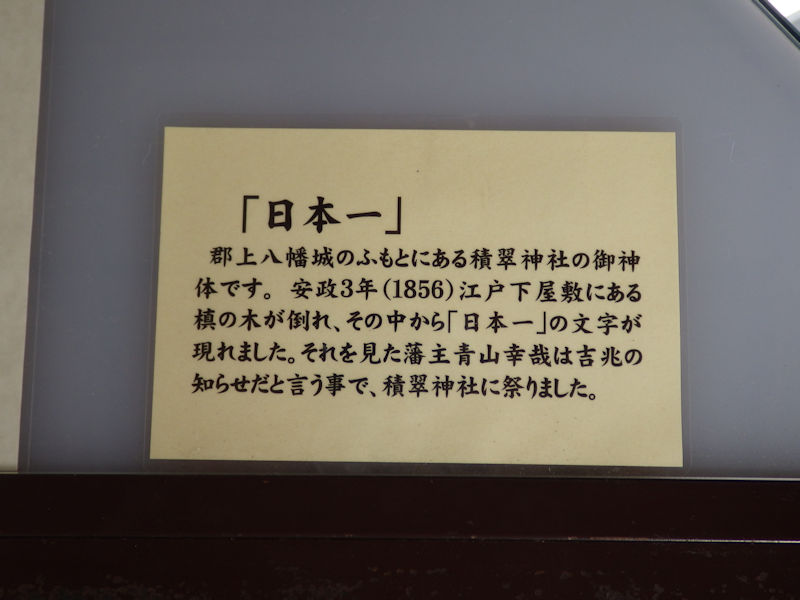 「日本一」
郡上八幡城のふもとにある積翠神社の御神
体です。安政3年(1856)江戸下屋敷にある
槙の木が倒れ、その中から「日本一」の文字が
現れました。それを見た藩主青山幸哉は吉兆の
知らせだと言う事で、積翠神社に祭りました。